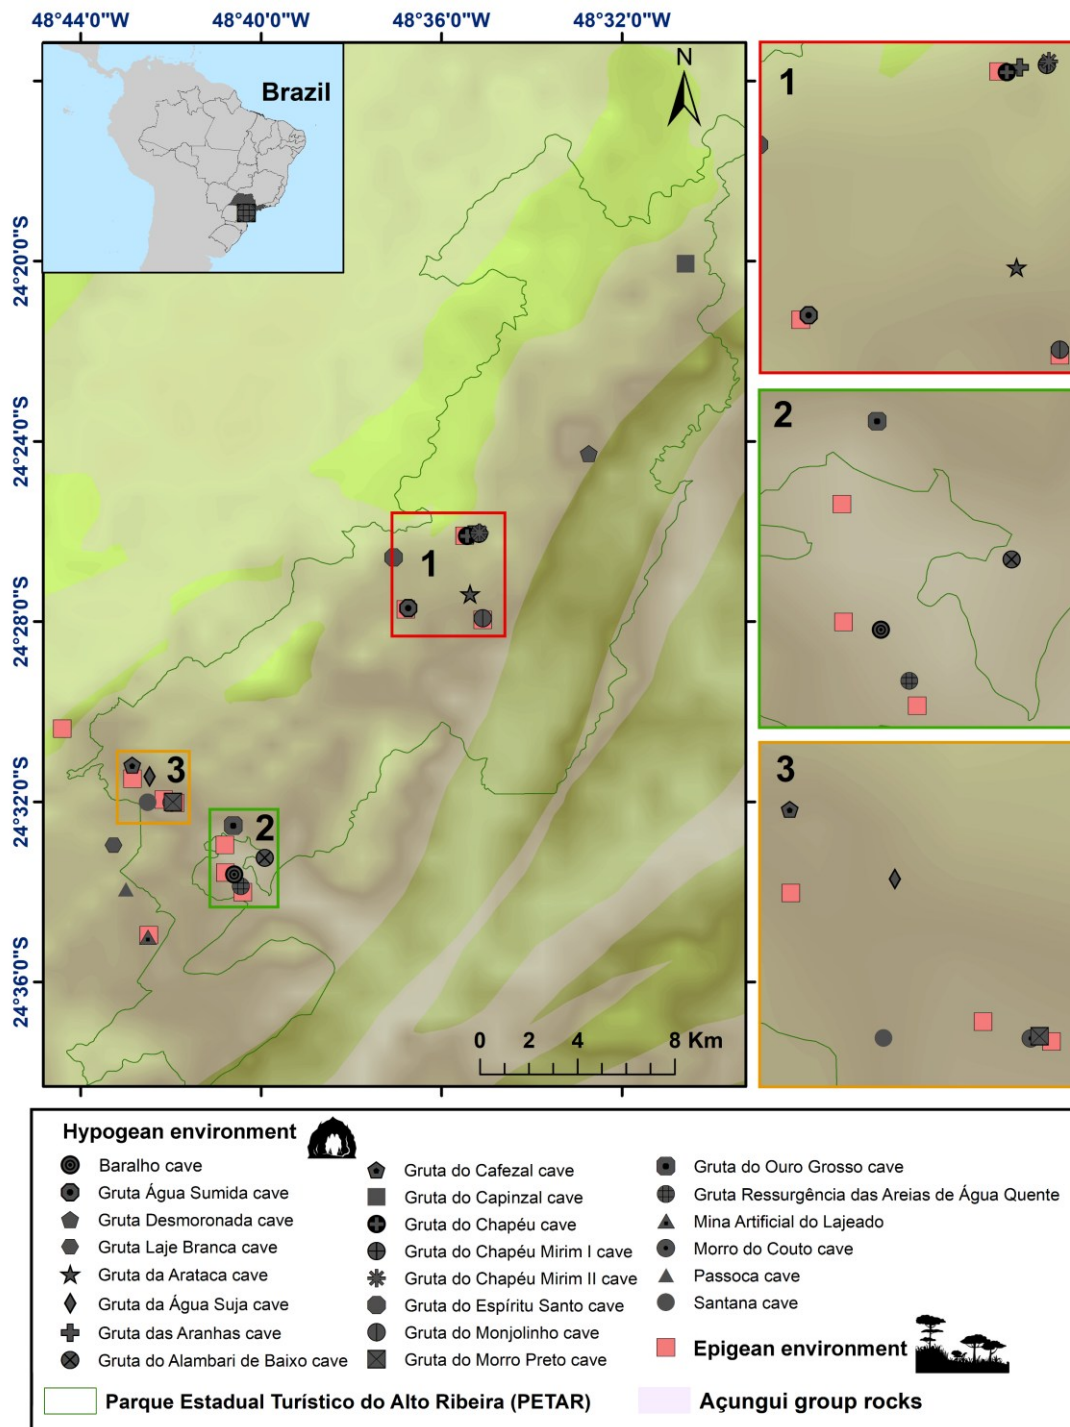 48°44'0"W 48°40'0"W 48°36'0"W 48°32'0"W
24°20'0"S
24°24'0"S
24°28'0"S
24°32'0"S
24°36'0"S
Brazil
N
1
3
2
0 2 4 8 Km
1
2
3
Hypogean environment
Baralho cave
Gruta Água Sumida cave
Gruta Desmoronada cave
Gruta Laje Branca cave
Gruta da Arataca cave
Gruta da Água Suja cave
Gruta das Aranhas cave
Gruta do Alambari de Baixo cave
Gruta do Cafezal cave
Gruta do Capinzal cave
Gruta do Chapéu cave
Gruta do Chapéu Mirim I cave
Gruta do Chapéu Mirim II cave
Gruta do Espíritu Santo cave
Gruta do Monjolinho cave
Gruta do Morro Preto cave
Gruta do Ouro Grosso cave
Gruta Ressurgência das Areias de Água Quente
Mina Artificial do Lajeado
Morro do Couto cave
Passoca cave
Santana cave
Epigean environment
Parque Estadual Turístico do Alto Ribeira (PETAR)
Açungui group rocks